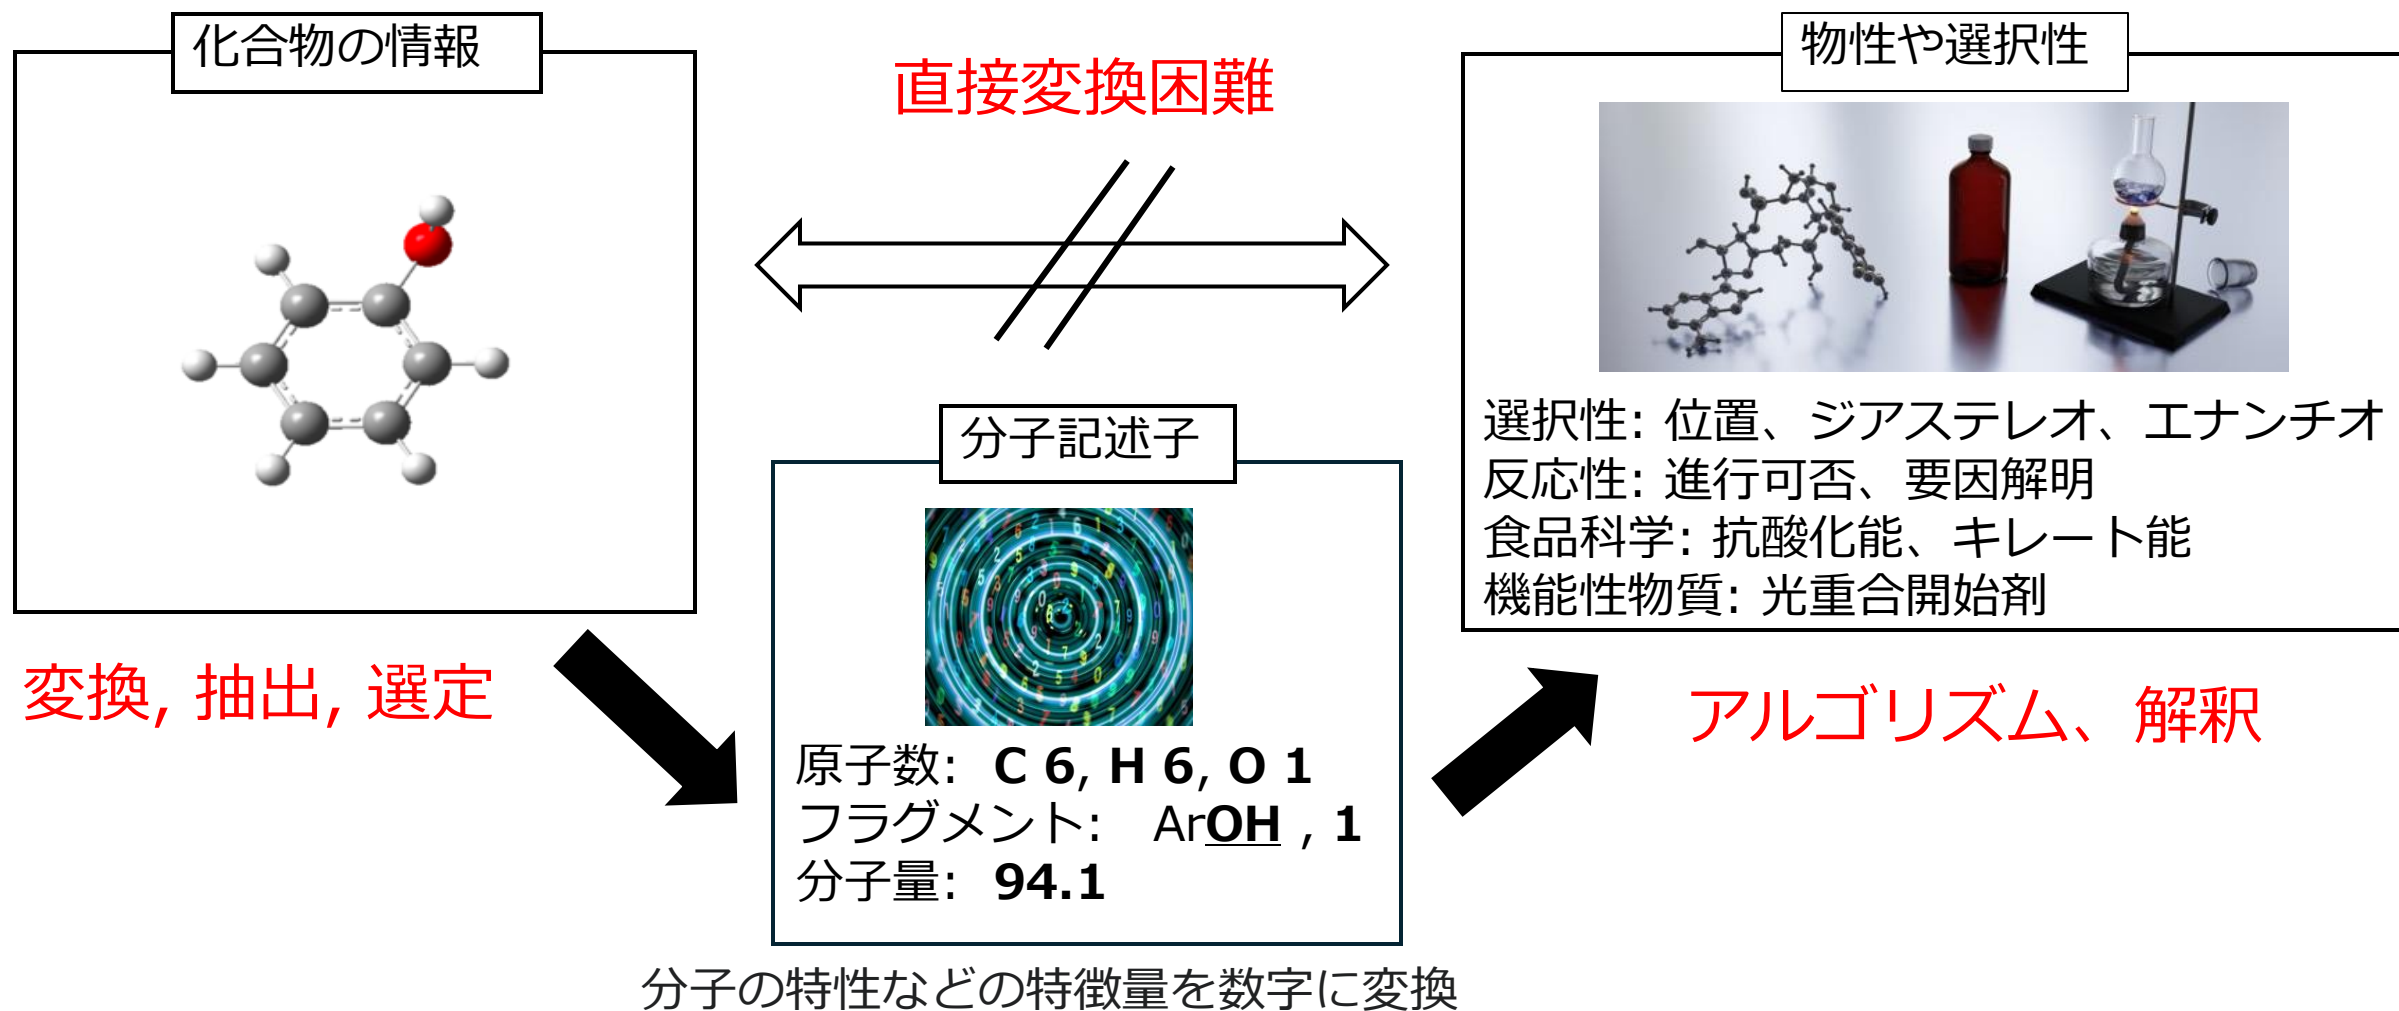 化合物の情報
直接変換困難
物性や選択性
選択性: 位置、ジアステレオ、エナンチオ
反応性: 進行可否、要因解明
食品科学: 抗酸化能、キレート能
機能性物質: 光重合開始剤
分子記述子
原子数: C 6, H 6, O 1
フラグメント: ArOH , 1
分子量: 94.1
変換, 抽出, 選定
アルゴリズム、解釈
分子の特性などの特徴量を数字に変換